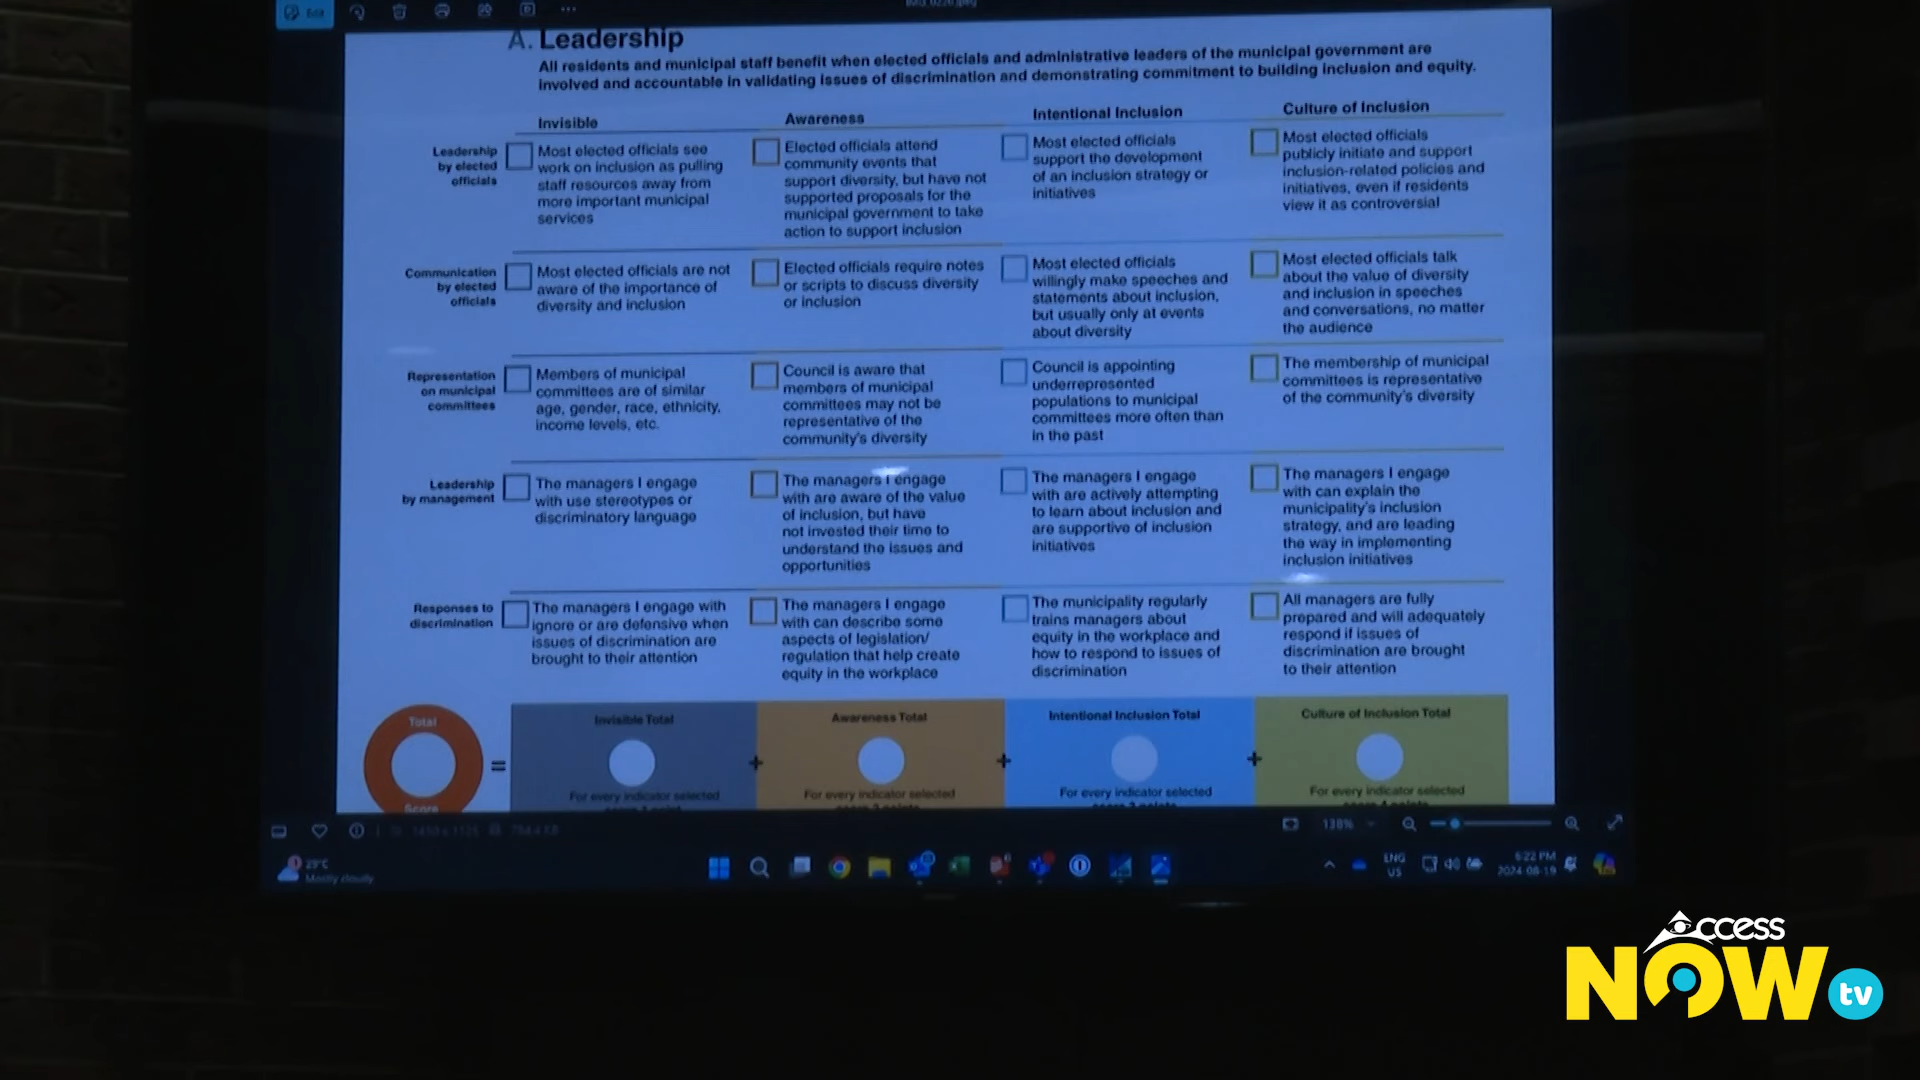 Edit
A. Leadership
All residents and municipal staff benefit when elected officials and administrative leaders of the municipal government are
involved and accountable in validating issues of discrimination and demonstrating commitment to building inclusion and equity.
Invisible
Awareness
Intentional Inclusion
Culture of Inclusion
Leadership
by elected
officials
Most elected officials see
work on inclusion as pulling
staff resources away from
more important municipal
services
Elected officials attend
community events that
support diversity, but have not
supported proposals for the
municipal government to take
action to support inclusion
Most elected officials
support the development
of an inclusion strategy or
initiatives
Most elected officials
publicly initiate and support
inclusion-related policies and
initiatives, even if residents
view it as controversial
Communication
by elected
officials
Most elected officials are not
aware of the importance of
diversity and inclusion
Elected officials require notes
or scripts to discuss diversity
or inclusion
Most elected officials
willingly make speeches and
statements about inclusion,
but usually only at events
about diversity
Most elected officials talk
about the value of diversity
and inclusion in speeches
and conversations, no matter
the audience
Representation
on municipal
committees
Members of municipal
committees are of similar
age, gender, race, ethnicity,
income levels, etc.
Council is aware that
members of municipal
committees may not be
representative of the
community's diversity
Council is appointing
underrepresented
populations to municipal
committees more often than
in the past
The membership of municipal
committees is representative
of the community's diversity
Leadership
by management
The managers I engage
with use stereotypes or
discriminatory language
The managers I engage
with are aware of the value
of inclusion, but have
not invested their time to
understand the issues and
opportunities
The managers I engage
with are actively attempting
to learn about inclusion and
are supportive of inclusion
initiatives
The managers I engage
with can explain the
municipality's inclusion
strategy, and are leading
the way in implementing
inclusion initiatives
Responses to
discrimination
The managers I engage with
ignore or are defensive when
issues of discrimination are
brought to their attention
The managers I engage
with can describe some
aspects of legislation/
regulation that help create
equity in the workplace
The municipality regularly
trains managers about
equity in the workplace and
how to respond to issues of
discrimination
All managers are fully
prepared and will adequately
respond if issues of
discrimination are brought
to their attention
Total
Score
=
Invisible Total
For every indicator selected
+
Awareness Total
For every indicator selected
+
Intentional Inclusion Total
For every indicator selected
+
Culture of Inclusion Total
For every indicator selected
138%
Mostly cloudy
ENG
US
6:22 PM
2024-08-19
Access
NOW
tv